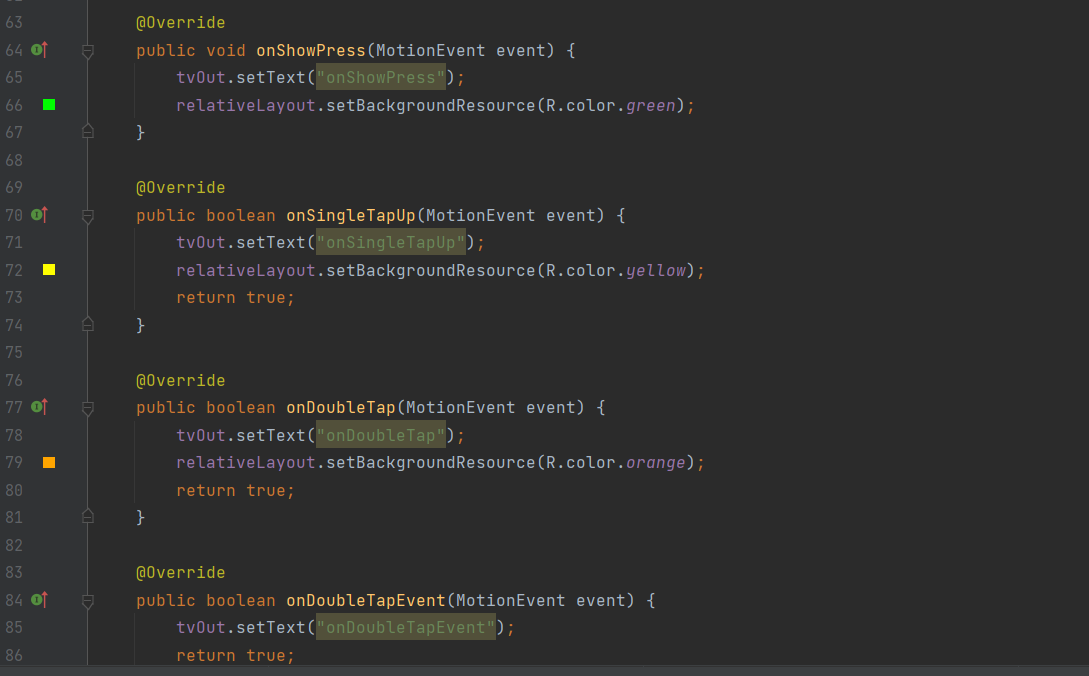 63 @Override
64 public void onShowPress(MotionEvent event) {
65 tvOut.setText("onShowPress");
66 relativeLayout.setBackgroundResource(R.color.green);
67 }
68
69 @Override
70 public boolean onSingleTapUp(MotionEvent event) {
71 tvOut.setText("onSingleTapUp");
72 relativeLayout.setBackgroundResource(R.color.yellow);
73 return true;
74 }
75
76 @Override
77 public boolean onDoubleTap(MotionEvent event) {
78 tvOut.setText("onDoubleTap");
79 relativeLayout.setBackgroundResource(R.color.orange);
80 return true;
81 }
82
83 @Override
84 public boolean onDoubleTapEvent(MotionEvent event) {
85 tvOut.setText("onDoubleTapEvent");
86 return true;